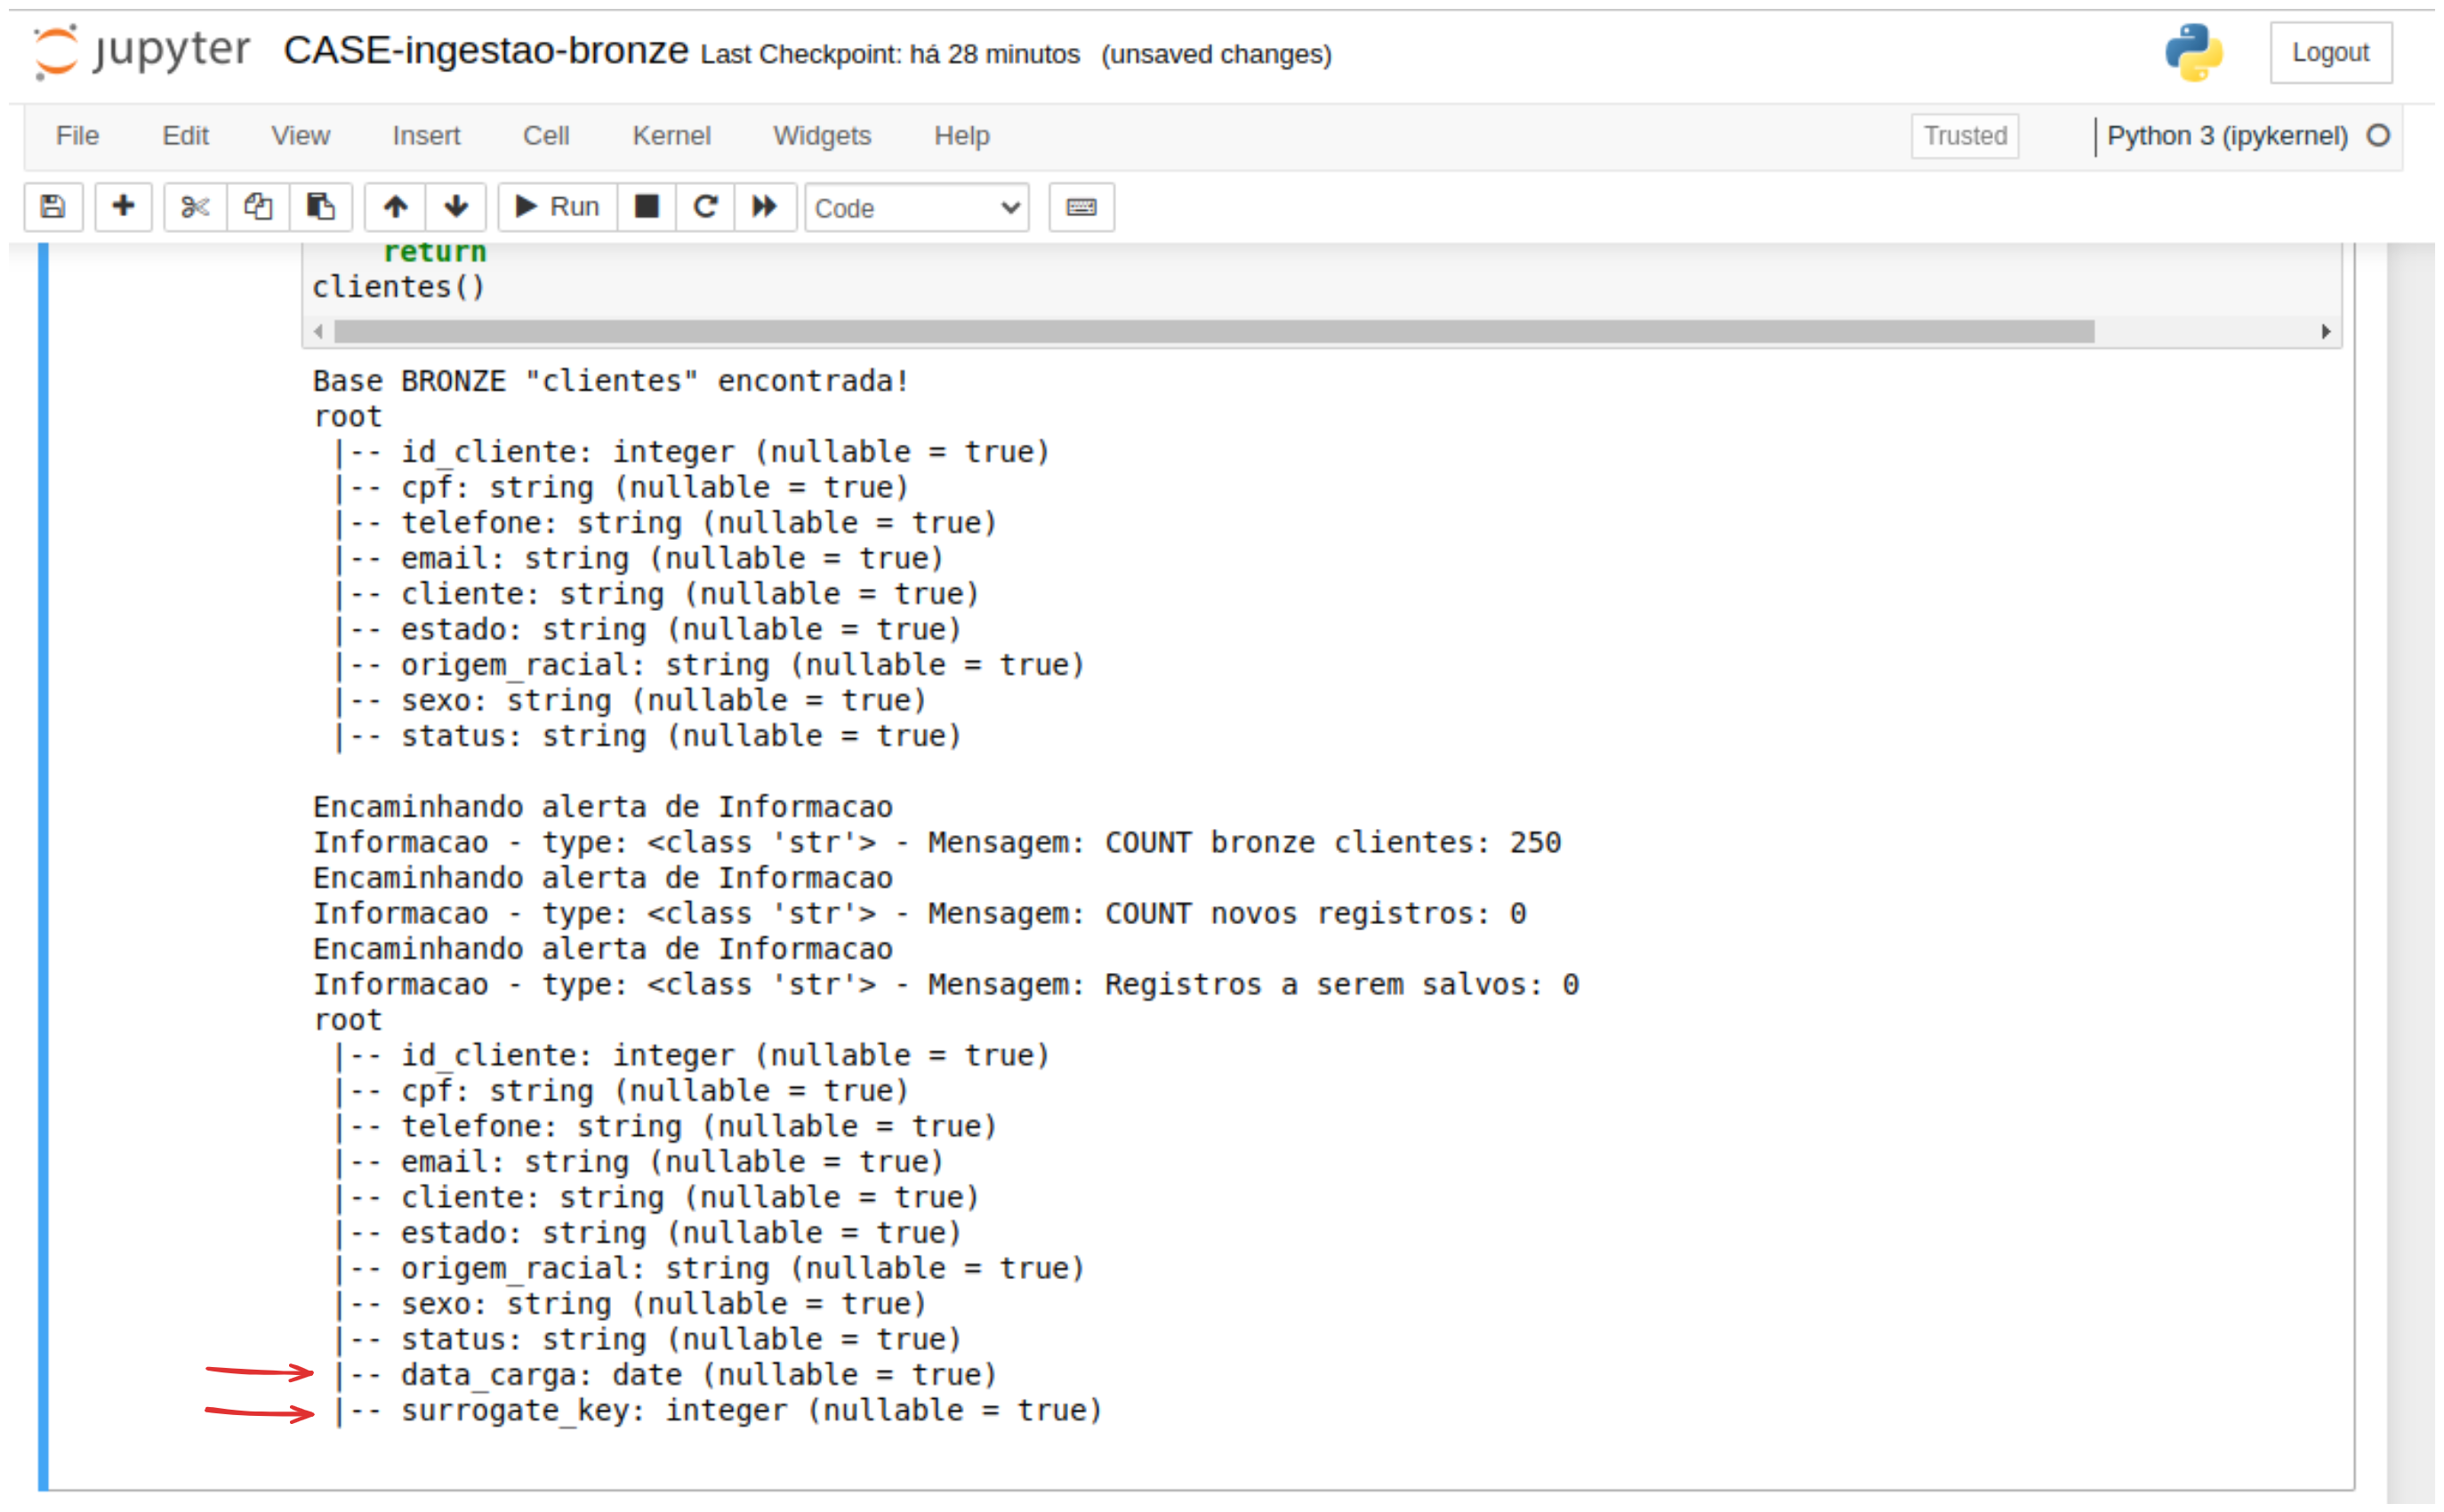 jupyter CASE-ingestao-bronze Last Checkpoint: há 28 minutos (unsaved changes) Logout
File Edit View Insert Cell Kernel Widgets Help Trusted Python 3 (ipykernel)
Run Code
return
clientes()
Base BRONZE "clientes" encontrada!
root
 |-- id_cliente: integer (nullable = true)
 |-- cpf: string (nullable = true)
 |-- telefone: string (nullable = true)
 |-- email: string (nullable = true)
 |-- cliente: string (nullable = true)
 |-- estado: string (nullable = true)
 |-- origem_racial: string (nullable = true)
 |-- sexo: string (nullable = true)
 |-- status: string (nullable = true)
Encaminhando alerta de Informacao
Informacao - type: <class 'str'> - Mensagem: COUNT bronze clientes: 250
Encaminhando alerta de Informacao
Informacao - type: <class 'str'> - Mensagem: COUNT novos registros: 0
Encaminhando alerta de Informacao
Informacao - type: <class 'str'> - Mensagem: Registros a serem salvos: 0
root
 |-- id_cliente: integer (nullable = true)
 |-- cpf: string (nullable = true)
 |-- telefone: string (nullable = true)
 |-- email: string (nullable = true)
 |-- cliente: string (nullable = true)
 |-- estado: string (nullable = true)
 |-- origem_racial: string (nullable = true)
 |-- sexo: string (nullable = true)
 |-- status: string (nullable = true)
 |-- data_carga: date (nullable = true)
 |-- surrogate_key: integer (nullable = true)